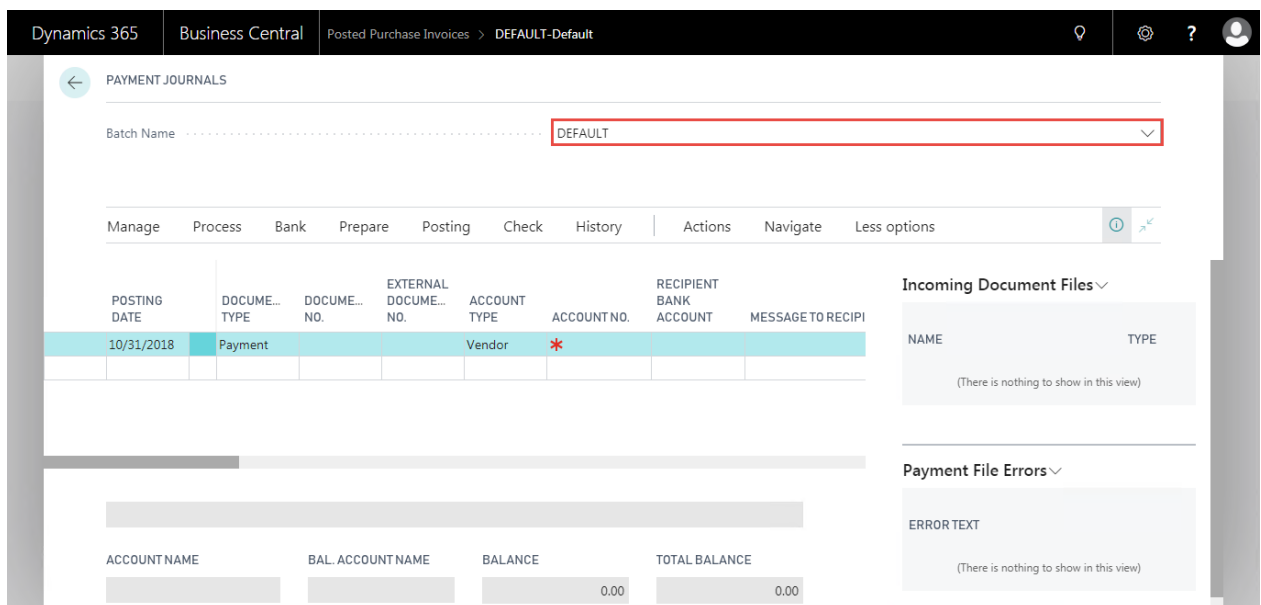 Dynamics 365 Business Central Posted Purchase Invoices > DEFAULT-Default ?
PAYMENT JOURNALS
Batch Name DEFAULT
Manage Process Bank Prepare Posting Check History Actions Navigate Less options
Incoming Document Files
POSTING DATE DOCUME... TYPE DOCUME... NO. EXTERNAL DOCUME... NO. ACCOUNT TYPE ACCOUNT NO. RECIPIENT BANK ACCOUNT MESSAGE TO RECIPI
NAME TYPE
10/31/2018 Payment Vendor *
(There is nothing to show in this view)
Payment File Errors
ERROR TEXT
(There is nothing to show in this view)
ACCOUNT NAME BAL. ACCOUNT NAME BALANCE TOTAL BALANCE
0.00 0.00